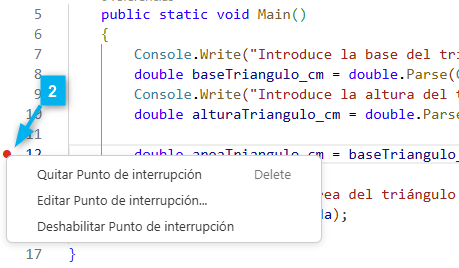 5 public static void Main()
6 {
7 Console.Write("Introduce la base del tri
8 double baseTriangulo_cm = double.Parse(
9 Console.Write("Introduce la altura del t
10 double alturaTriangulo_cm = double.Parse
11
2
12 double areaTriangulo_cm = baseTriangulo_
Quitar Punto de interrupción Delete
Editar Punto de interrupción...
Deshabilitar Punto de interrupción
rea del triángulo
da);
17 }